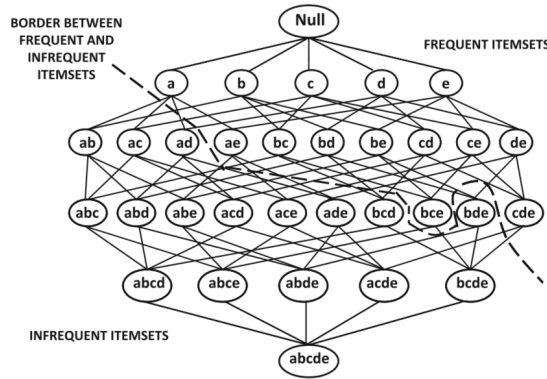 BORDER BETWEEN
FREQUENT AND
INFREQUENT
ITEMSETS
Null
FREQUENT ITEMSETS
a b c d e
ab ac ad ae bc bd be cd ce de
abc abd abe acd ace ade bcd bce bde cde
abcd abce abde acde bcde
INFREQUENT ITEMSETS
abcde